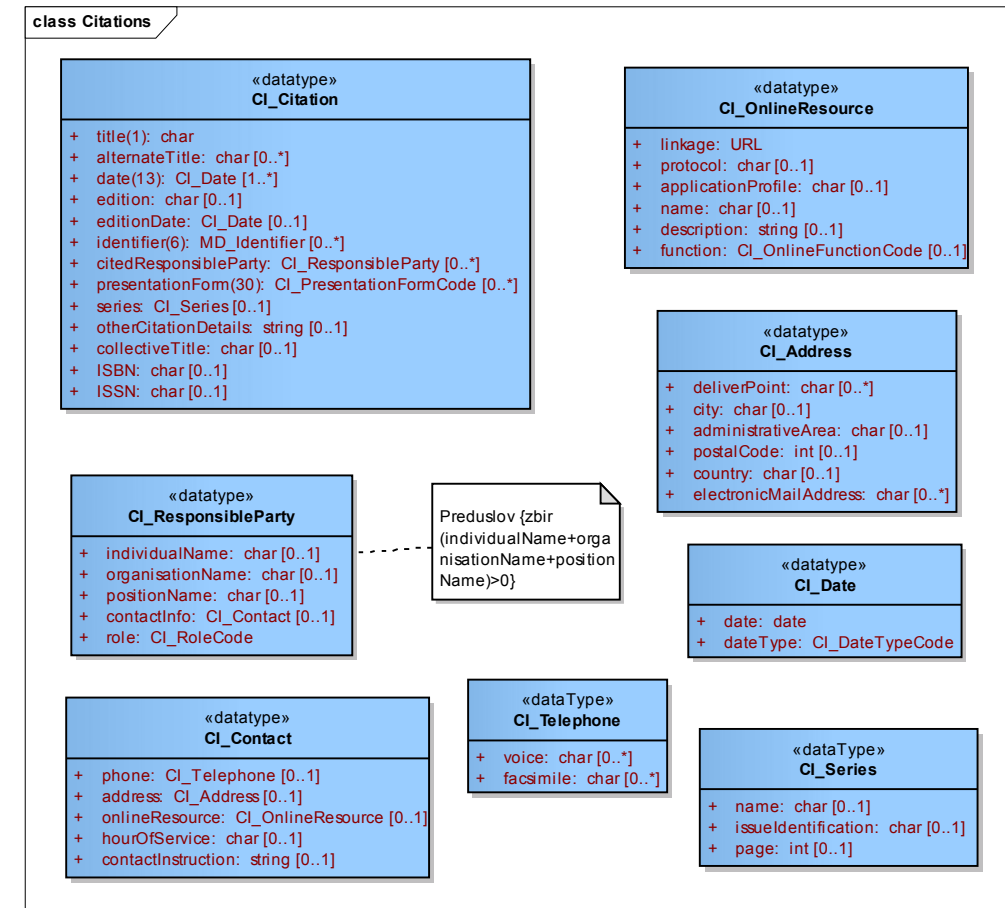 class Citations
«datatype»
CI_Citation
+ title(1): char
+ alternateTitle: char [0..*]
+ date(13): CI_Date [1..*]
+ edition: char [0..1]
+ editionDate: CI_Date [0..1]
+ identifier(6): MD_Identifier [0..*]
+ citedResponsibleParty: CI_ResponsibleParty [0..*]
+ presentationForm(30): CI_PresentationFormCode [0..*]
+ series: CI_Series [0..1]
+ otherCitationDetails: string [0..1]
+ collectiveTitle: char [0..1]
+ ISBN: char [0..1]
+ ISSN: char [0..1]
«datatype»
CI_OnlineResource
+ linkage: URL
+ protocol: char [0..1]
+ applicationProfile: char [0..1]
+ name: char [0..1]
+ description: string [0..1]
+ function: CI_OnlineFunctionCode [0..1]
«datatype»
CI_Address
+ deliverPoint: char [0..*]
+ city: char [0..1]
+ administrativeArea: char [0..1]
+ postalCode: int [0..1]
+ country: char [0..1]
+ electronicMailAddress: char [0..*]
«datatype»
CI_ResponsibleParty
+ individualName: char [0..1]
+ organisationName: char [0..1]
+ positionName: char [0..1]
+ contactInfo: CI_Contact [0..1]
+ role: CI_RoleCode
Preduslov {zbir
(individualName+orga
nisationName+position
Name)>0}
«datatype»
CI_Date
+ date: date
+ dateType: CI_DateTypeCode
«datatype»
CI_Contact
+ phone: CI_Telephone [0..1]
+ address: CI_Address [0..1]
+ onlineResource: CI_OnlineResource [0..1]
+ hourOfService: char [0..1]
+ contactInstruction: string [0..1]
«dataType»
CI_Telephone
+ voice: char [0..*]
+ facsimile: char [0..*]
«dataType»
CI_Series
+ name: char [0..1]
+ issueIdentification: char [0..1]
+ page: int [0..1]